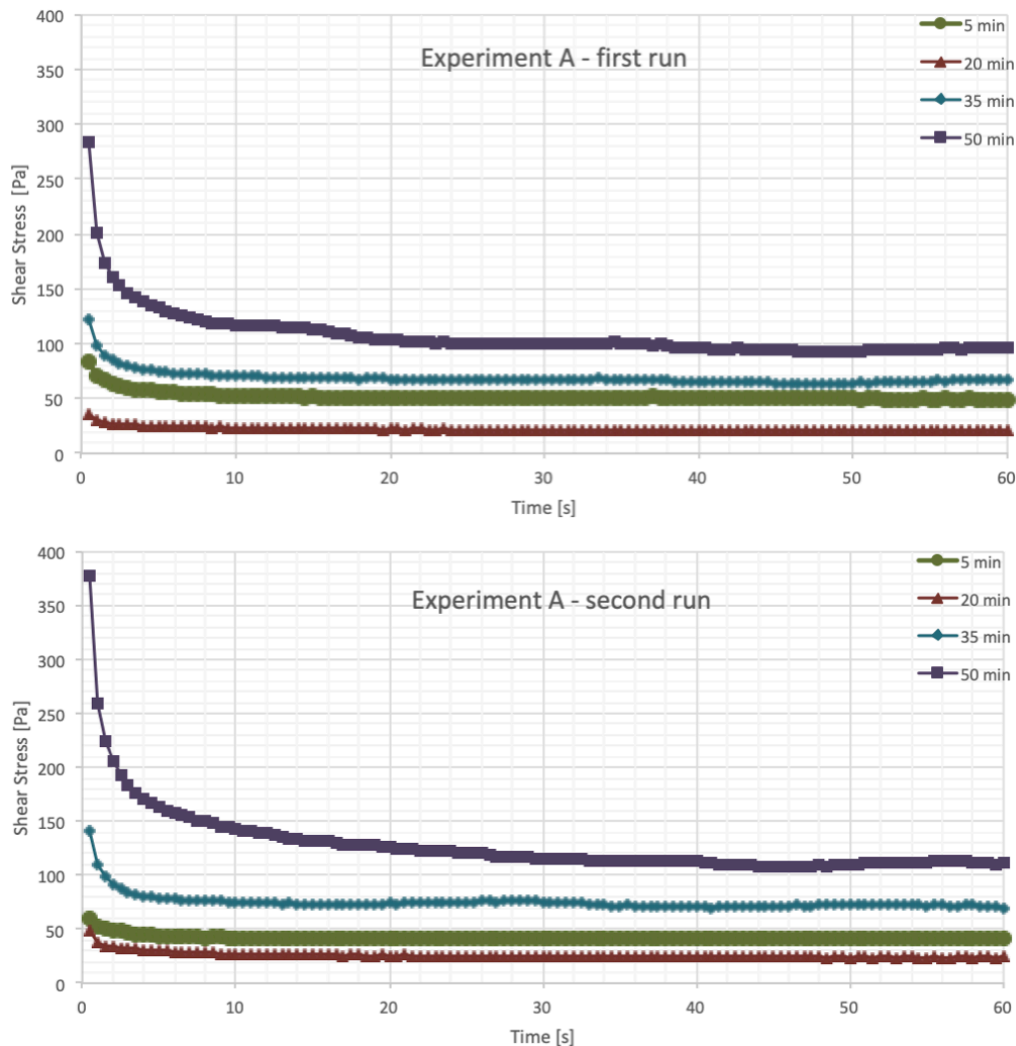 Experiment A - first run
5 min
20 min
35 min
50 min
Shear Stress [Pa]
400
350
300
250
200
150
100
50
0
0 10 20 30 40 50 60
Time [s]
Experiment A - second run
5 min
20 min
35 min
50 min
Shear Stress [Pa]
400
350
300
250
200
150
100
50
0
0 10 20 30 40 50 60
Time [s]